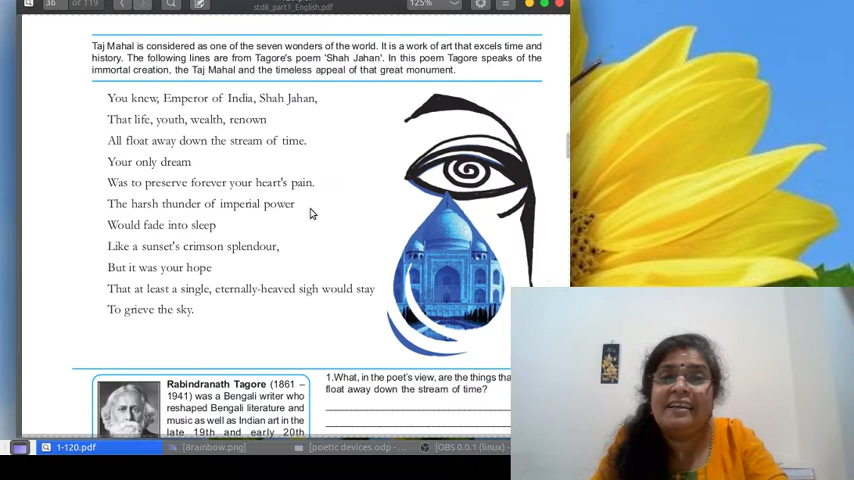 36 of 119
std8_part1_English.pdf
125%
Taj Mahal is considered as one of the seven wonders of the world. It is a work of art that excels time and
history. The following lines are from Tagore's poem 'Shah Jahan'. In this poem Tagore speaks of the
immortal creation, the Taj Mahal and the timeless appeal of that great monument.
You knew, Emperor of India, Shah Jahan,
That life, youth, wealth, renown
All float away down the stream of time.
Your only dream
Was to preserve forever your heart's pain.
The harsh thunder of imperial power
Would fade into sleep
Like a sunset's crimson splendour,
But it was your hope
That at least a single, eternally-heaved sigh would stay
To grieve the sky.
Rabindranath Tagore (1861 –
1941) was a Bengali writer who
reshaped Bengali literature and
music as well as Indian art in the
late 19th and early 20th
1.What, in the poet's view, are the things tha
float away down the stream of time?
1-120.pdf
[8rainbow.png]
[poetic devices.odp - ...
[OBS 0.0.1 (linux) -